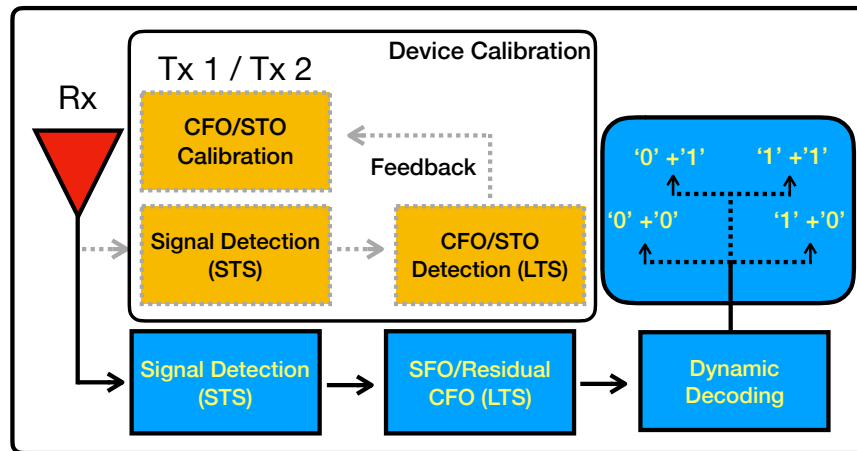 Device Calibration
Tx 1 / Tx 2
Rx
CFO/STO
Calibration
Feedback
Signal Detection
(STS)
CFO/STO
Detection (LTS)
‘0’ +’1’
‘1’ +’1’
‘0’ +’0’
‘1’ +’0’
Signal Detection
(STS)
SFO/Residual
CFO (LTS)
Dynamic
Decoding